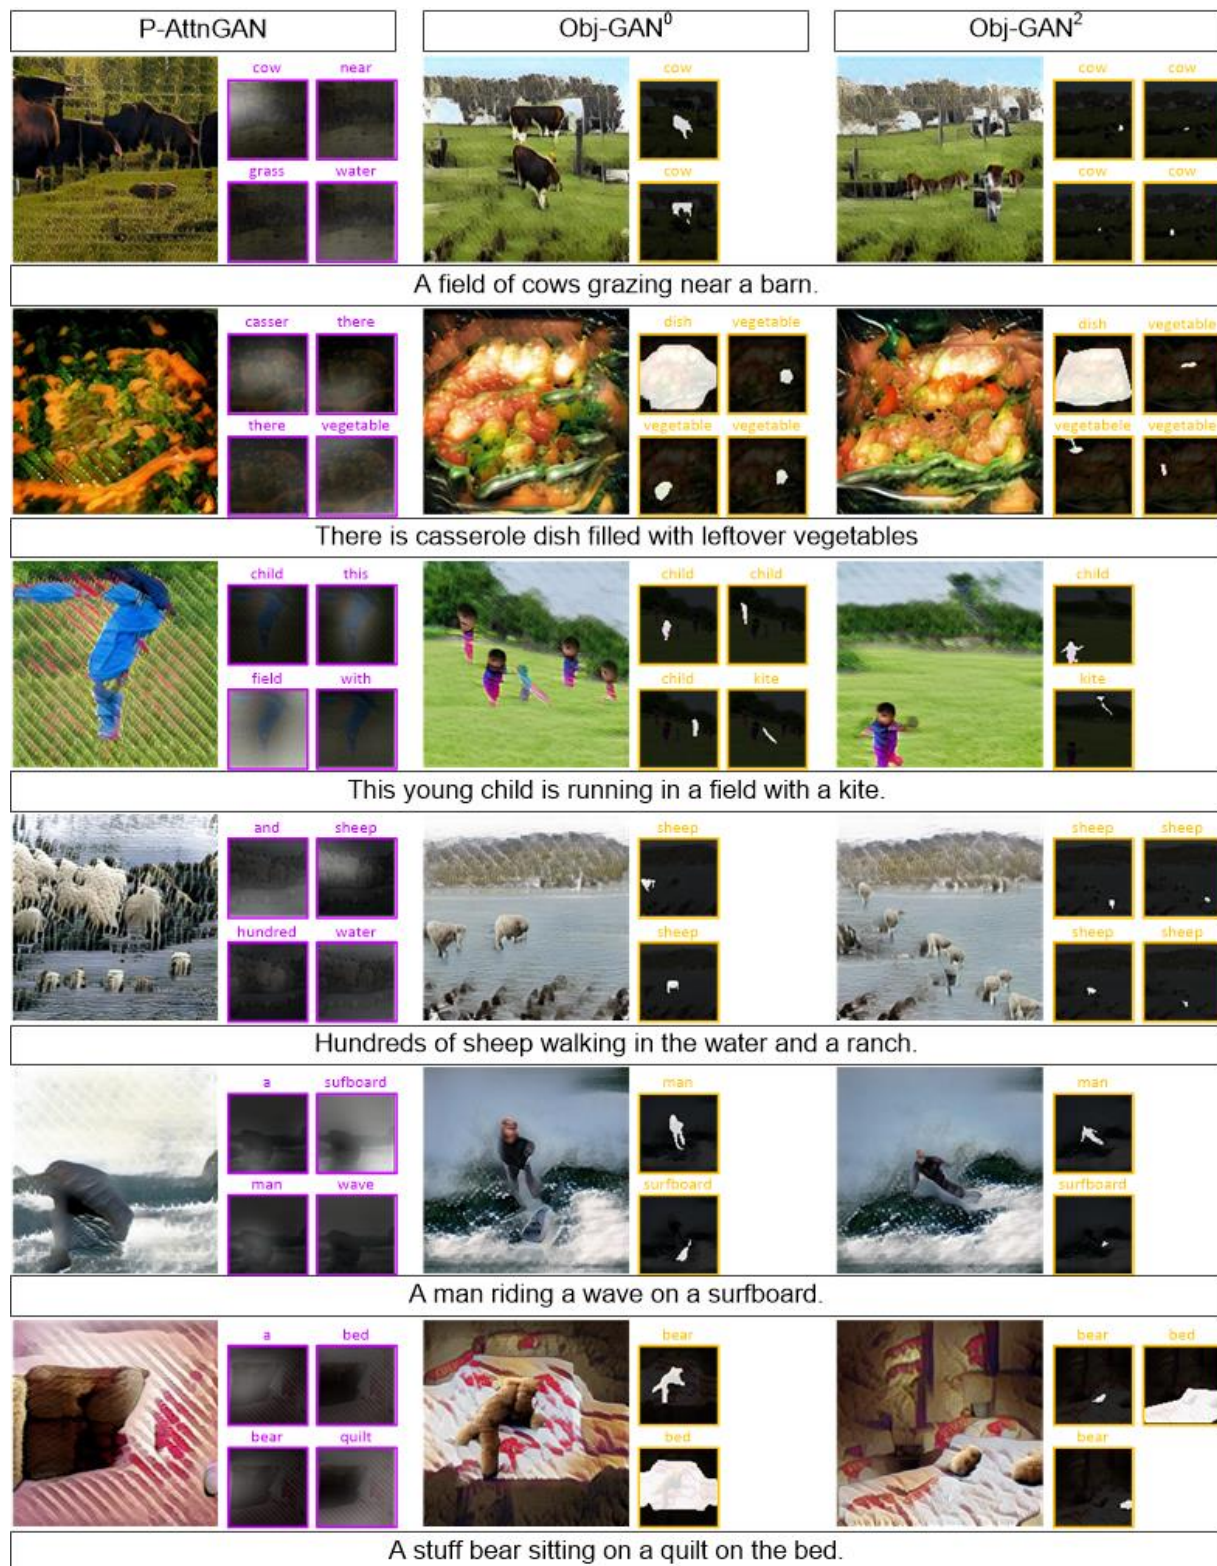 P-AttnGAN Obj-GAN⁰ Obj-GAN²
cow near cow cow cow
grass water cow cow cow
A field of cows grazing near a barn.
casser there dish vegetable dish vegetable
there vegetable vegetable vegetable vegetabele vegetable
There is casserole dish filled with leftover vegetables
child this child child child
field with child kite kite
This young child is running in a field with a kite.
and sheep sheep sheep sheep
hundred water sheep sheep sheep
Hundreds of sheep walking in the water and a ranch.
a sufboard man man
man wave surfboard surfboard
A man riding a wave on a surfboard.
a bed bear bear bed
bear quilt bed bear
A stuff bear sitting on a quilt on the bed.